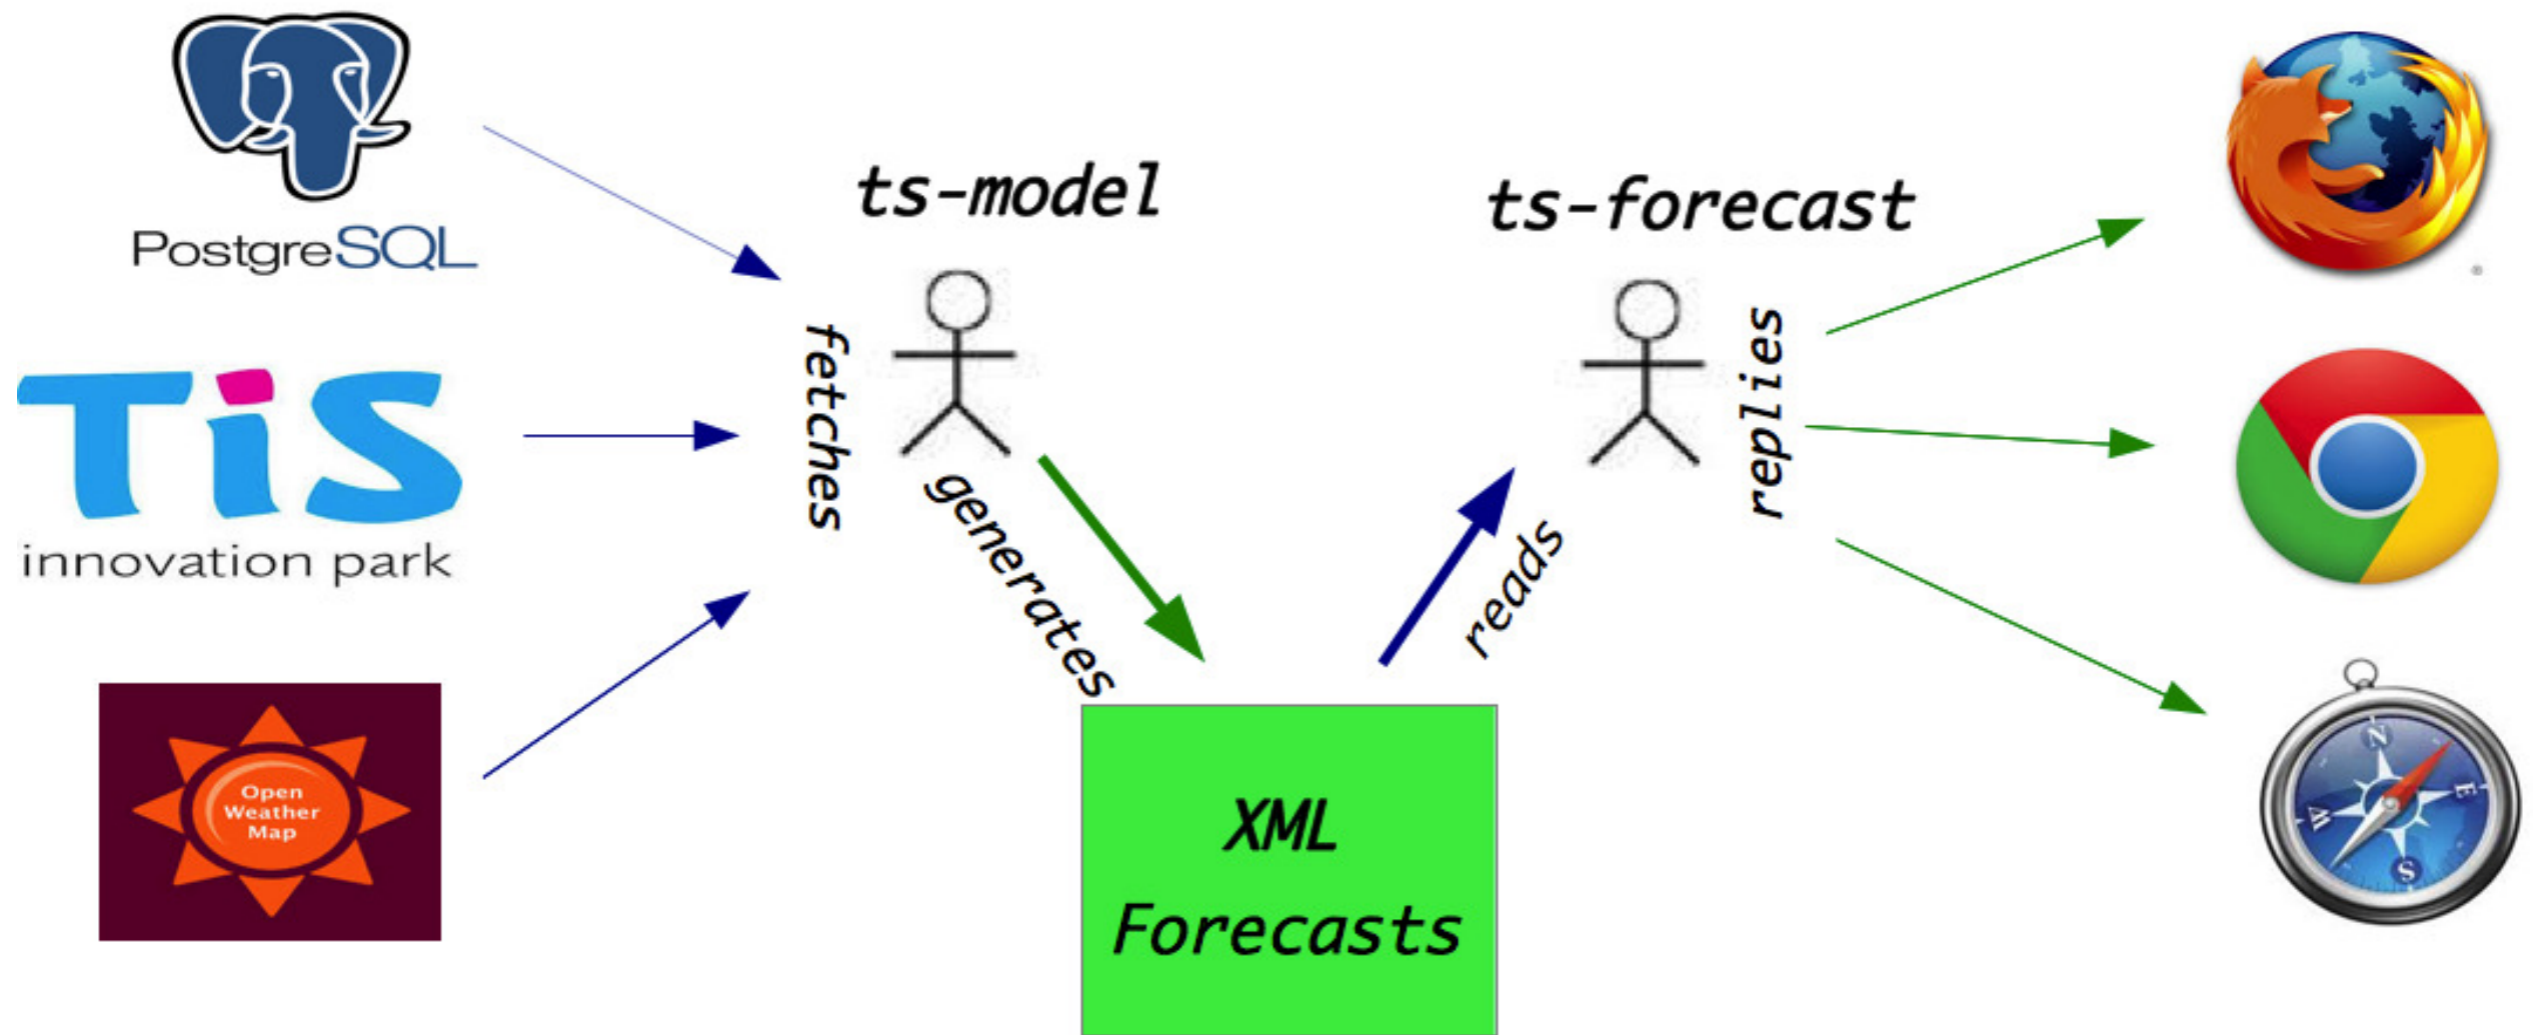 PostgreSQL
TiS
innovation park
Open
Weather
Map
ts-model
fetches
generates
XML
Forecasts
reads
ts-forecast
replies
®
N
E
S
W